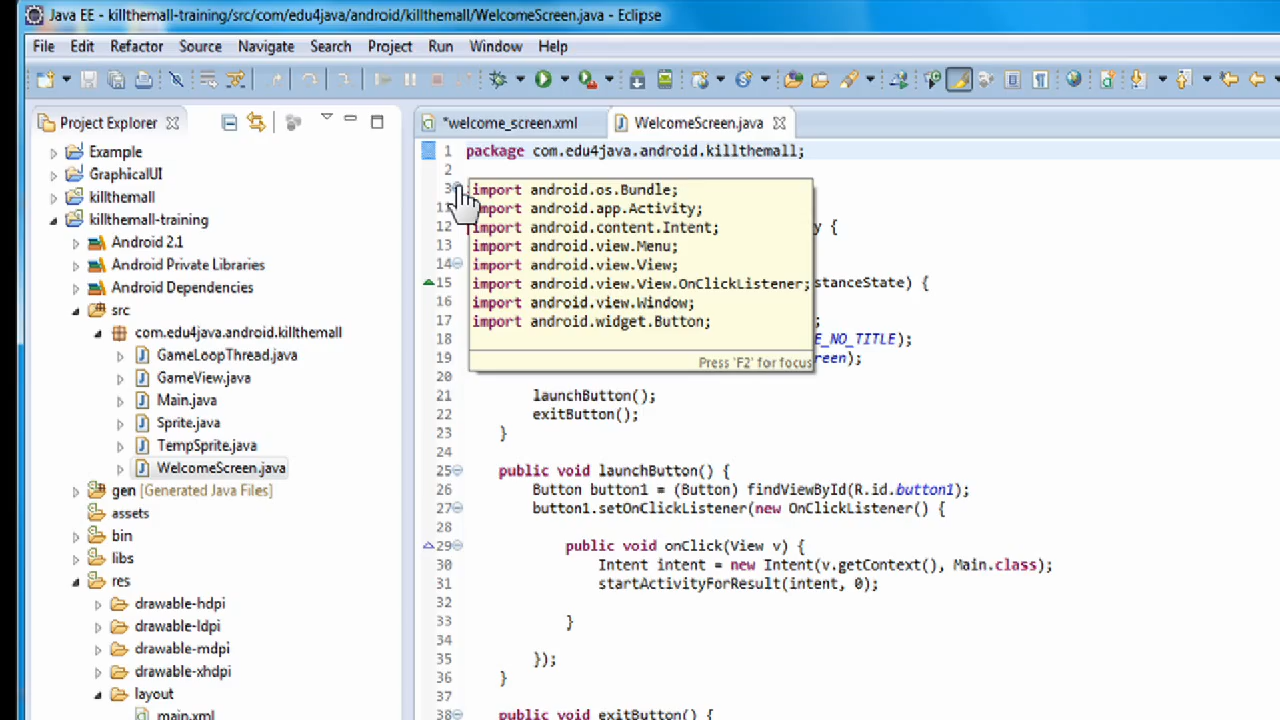 Java EE - killthemall-training/src/com/edu4java/android/killthemall/WelcomeScreen.java - Eclipse
File Edit Refactor Source Navigate Search Project Run Window Help
Project Explorer
Example
GraphicalUI
killthemall
killthemall-training
Android 2.1
Android Private Libraries
Android Dependencies
src
com.edu4java.android.killthemall
GameLoopThread.java
GameView.java
Main.java
Sprite.java
TempSprite.java
WelcomeScreen.java
gen [Generated Java Files]
assets
bin
libs
res
drawable-hdpi
drawable-ldpi
drawable-mdpi
drawable-xhdpi
layout
main.xml
*welcome_screen.xml WelcomeScreen.java
1 package com.edu4java.android.killthemall;
2
3 import android.os.Bundle;
11 import android.app.Activity;
12 import android.content.Intent; y {
13 import android.view.Menu;
14 import android.view.View;
15 import android.view.View.OnClickListener; stanceState) {
16 import android.view.Window;
17 import android.widget.Button; ;
18 E_NO_TITLE);
19 Press 'F2' for focus reen);
20
21 launchButton();
22 exitButton();
23 }
24
25 public void launchButton() {
26 Button button1 = (Button) findViewById(R.id.button1);
27 button1.setOnClickListener(new OnClickListener() {
28
29 public void onClick(View v) {
30 Intent intent = new Intent(v.getContext(), Main.class);
31 startActivityForResult(intent, 0);
32
33 }
34
35 });
36 }
37
38 public void exitButton() {